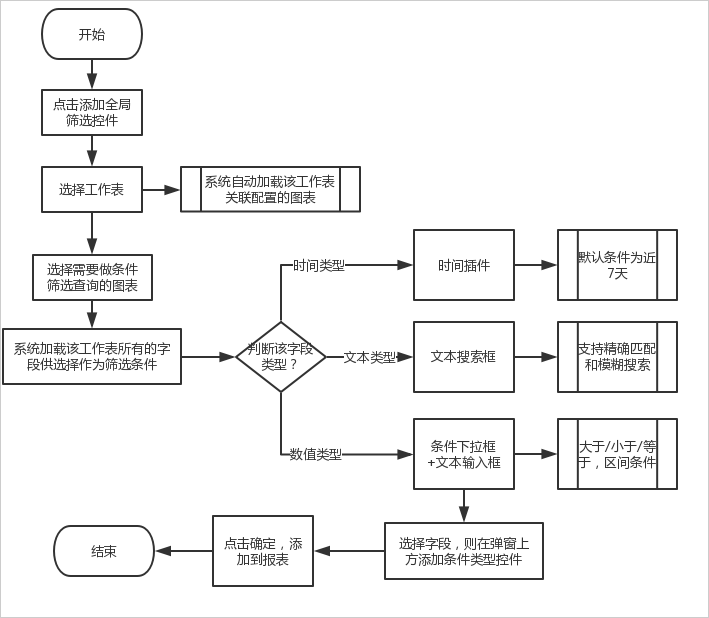 开始
点击添加全局
筛选控件
选择工作表
系统自动加载该工作表
关联配置的图表
选择需要做条件
筛选查询的图表
系统加载该工作表所有的字
段供选择作为筛选条件
判断该字段
类型？
时间类型
时间插件
默认条件为近
7天
文本类型
文本搜索框
支持精确匹配
和模糊搜索
数值类型
条件下拉框
+文本输入框
大于/小于/等
于，区间条件
选择字段，则在弹窗上
方添加条件类型控件
点击确定，添
加到报表
结束